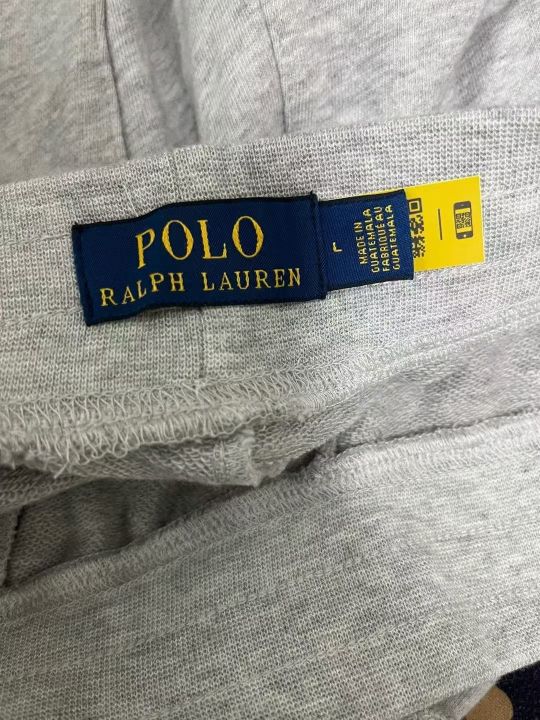 POLO
RALPH LAUREN
L
MADE IN
GUATEMALA
FABRIQUÉ AU
GUATEMALA